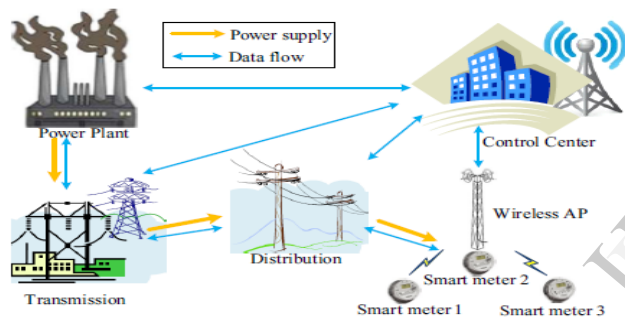 Power supply
Data flow
Power Plant
Control Center
Wireless AP
Distribution
Transmission
Smart meter 2
Smart meter 1
Smart meter 3